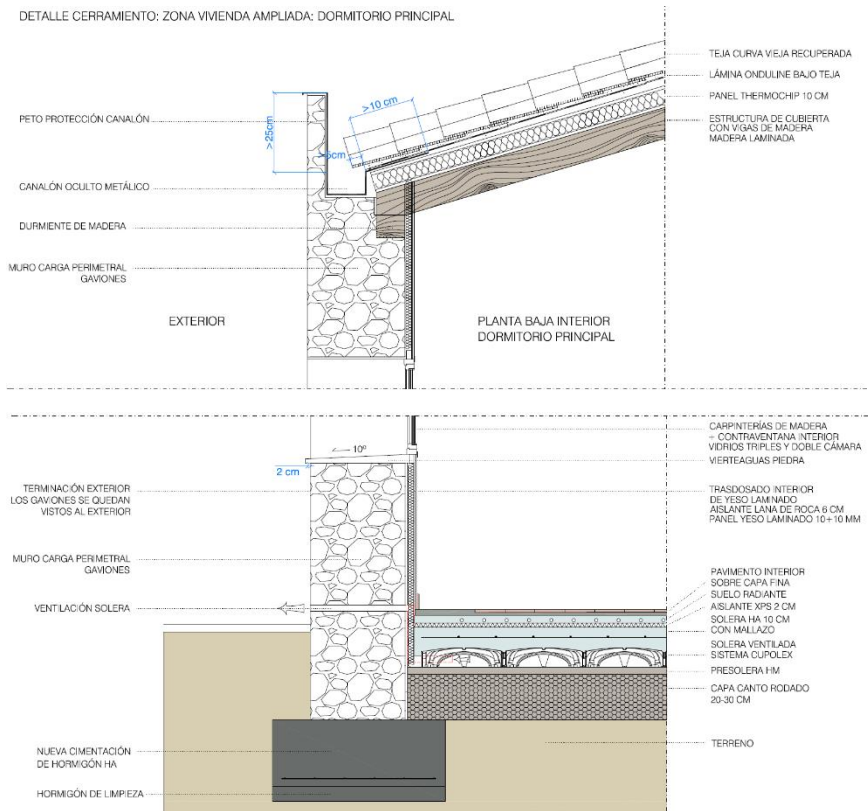 DETALLE CERRAMIENTO: ZONA VIVIENDA AMPLIADA: DORMITORIO PRINCIPAL
PETO PROTECCIÓN CANALÓN
CANALÓN OCULTO METÁLICO
DURMIENTE DE MADERA
MURO CARGA PERIMETRAL
GAVIONES
EXTERIOR
>25cm
>5cm
>10 cm
TEJA CURVA VIEJA RECUPERADA
LÁMINA ONDULINE BAJO TEJA
PANEL THERMOCHIP 10 CM
ESTRUCTURA DE CUBIERTA
CON VIGAS DE MADERA
MADERA LAMINADA
PLANTA BAJA INTERIOR
DORMITORIO PRINCIPAL
10º
2 cm
TERMINACIÓN EXTERIOR
LOS GAVIONES SE QUEDAN
VISTOS AL EXTERIOR
MURO CARGA PERIMETRAL
GAVIONES
VENTILACIÓN SOLERA
NUEVA CIMENTACIÓN
DE HORMIGÓN HA
HORMIGÓN DE LIMPIEZA
CARPINTERÍAS DE MADERA
+ CONTRAVENTANA INTERIOR
VIDRIOS TRIPLES Y DOBLE CÁMARA
VIERTEAGUAS PIEDRA
TRASDOSADO INTERIOR
DE YESO LAMINADO
AISLANTE LANA DE ROCA 6 CM
PANEL YESO LAMINADO 10+10 MM
PAVIMENTO INTERIOR
SOBRE CAPA FINA
SUELO RADIANTE
AISLANTE XPS 2 CM
SOLERA HA 10 CM
CON MALLAZO
SOLERA VENTILADA
SISTEMA CUPOLEX
PRESOLERA HM
CAPA CANTO RODADO
20-30 CM
TERRENO